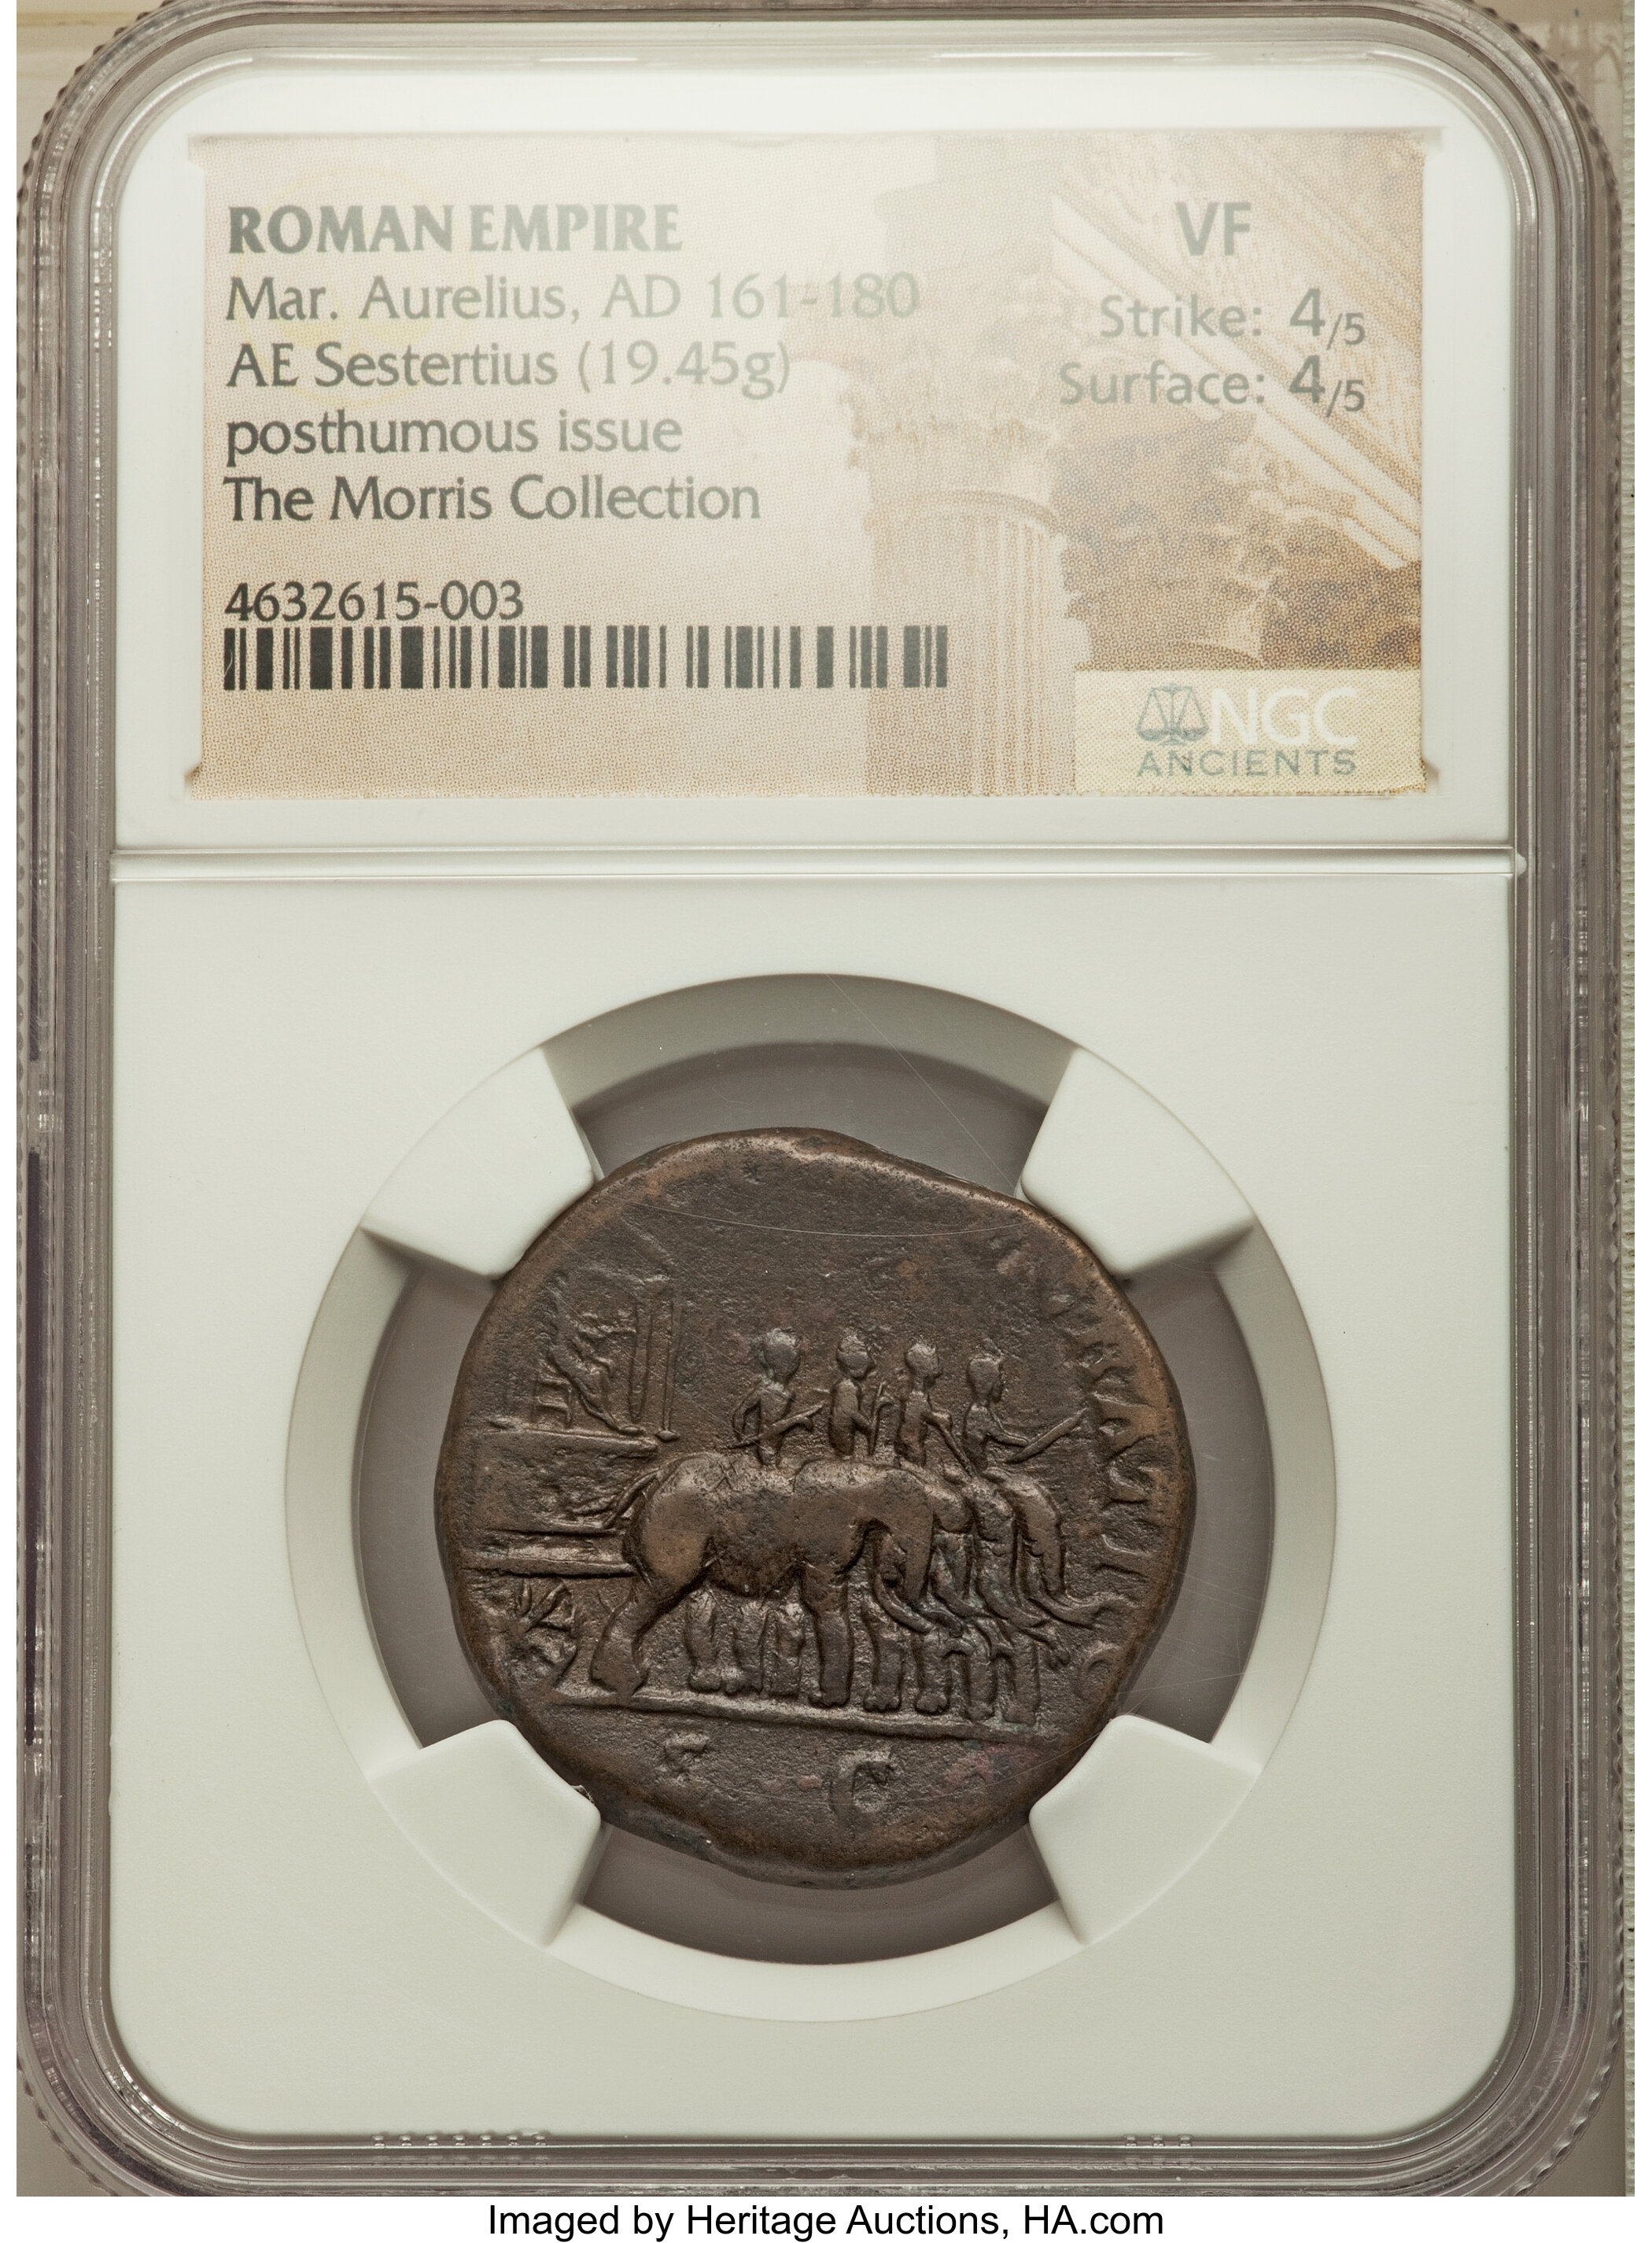 ROMAN EMPIRE
Mar. Aurelius, AD 161-180
AE Sestertius (19.45g)
posthumous issue
The Morris Collection
4632615-003
VF
Strike: 4/5
Surface: 4/5
NGC
ANCIENTS
S C
Imaged by Heritage Auctions, HA.com